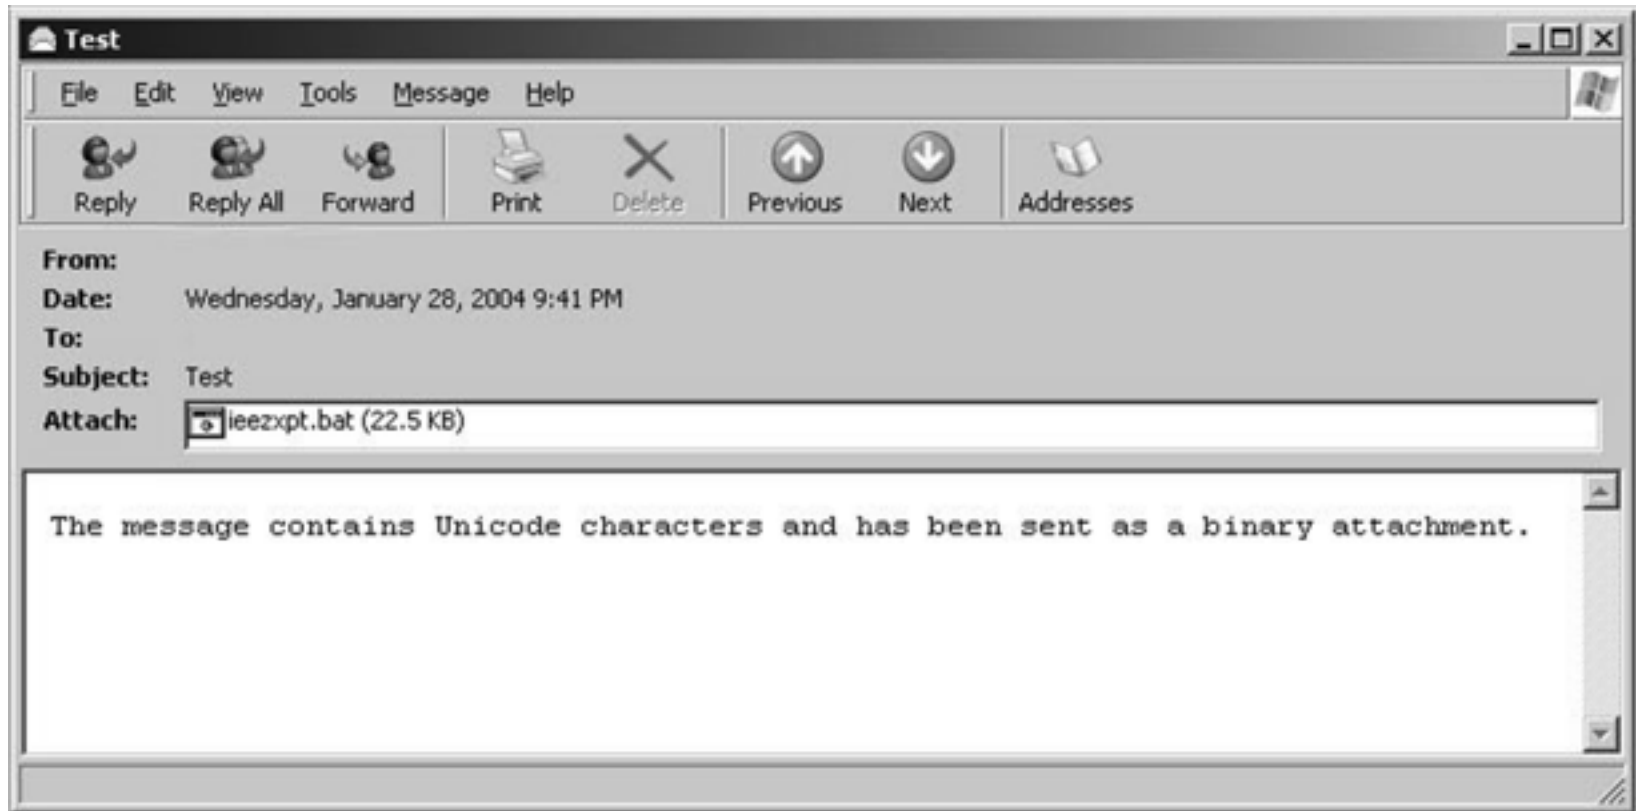 Test
File Edit View Tools Message Help
Reply Reply All Forward Print Delete Previous Next Addresses
From:
Date: Wednesday, January 28, 2004 9:41 PM
To:
Subject: Test
Attach: ieezxpt.bat (22.5 KB)
The message contains Unicode characters and has been sent as a binary attachment.